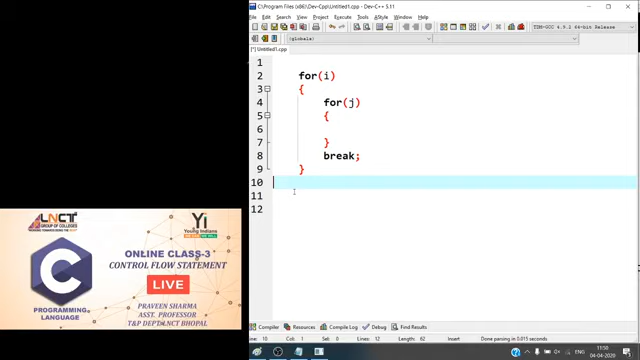 C:\Program Files (x86)\Dev-Cpp\Untitled1.cpp - Dev-C++ 5.11
File Edit Search View Project Execute Tools AStyle Window Help
TDM-GCC 4.9.2 64-bit Release
(globals)
[*] Untitled1.cpp
1
2 for(i)
3 {
4 for(j)
5 {
6
7 }
8 break;
9 }
10
11
12
LNCT
GROUP OF COLLEGES
Yi
Young Indians
ONLINE CLASS-3
CONTROL FLOW STATEMENT
LIVE
C
PROGRAMMING
LANGUAGE
PRAVEEN SHARMA
ASST. PROFESSOR
T&P DEPTT.LNCT BHOPAL
Compiler Resources Compile Log Debug Find Results
Line: 10 Col: 1 Sel: 0 Lines: 12 Length: 62 Insert Done parsing in 0.015 seconds
ENG
11:50
04-04-2020